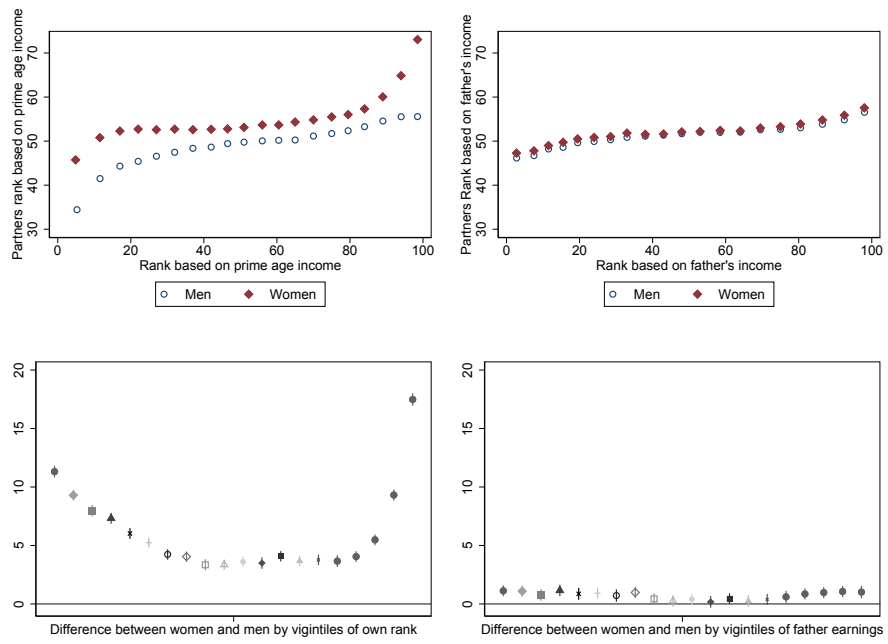 Partners rank based on prime age income
70
60
50
40
30
0 20 40 60 80 100
Rank based on prime age income
Men Women
Partners Rank based on father's income
70
60
50
40
30
0 20 40 60 80 100
Rank based on father's income
Men Women
20
15
10
5
0
Difference between women and men by vigintiles of own rank
20
15
10
5
0
Difference between women and men by vigintiles of father earnings